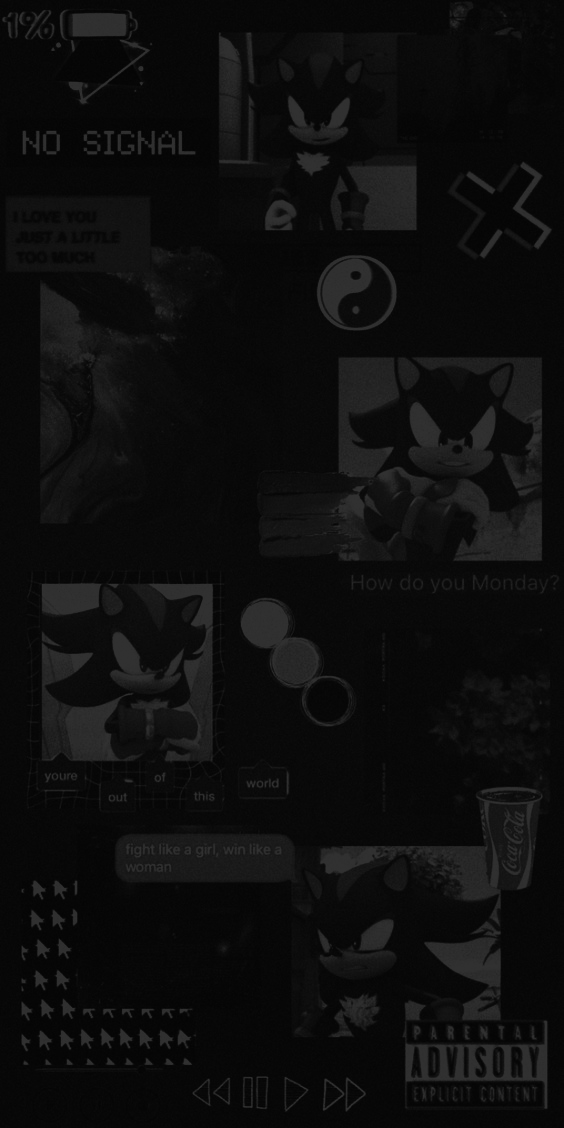 1%
NO SIGNAL
I LOVE YOU
JUST A LITTLE
TOO MUCH
How do you Monday?
youre
of
out
this
world
fight like a girl, win like a
woman
Coca-Cola
PARENTAL
ADVISORY
EXPLICIT CONTENT